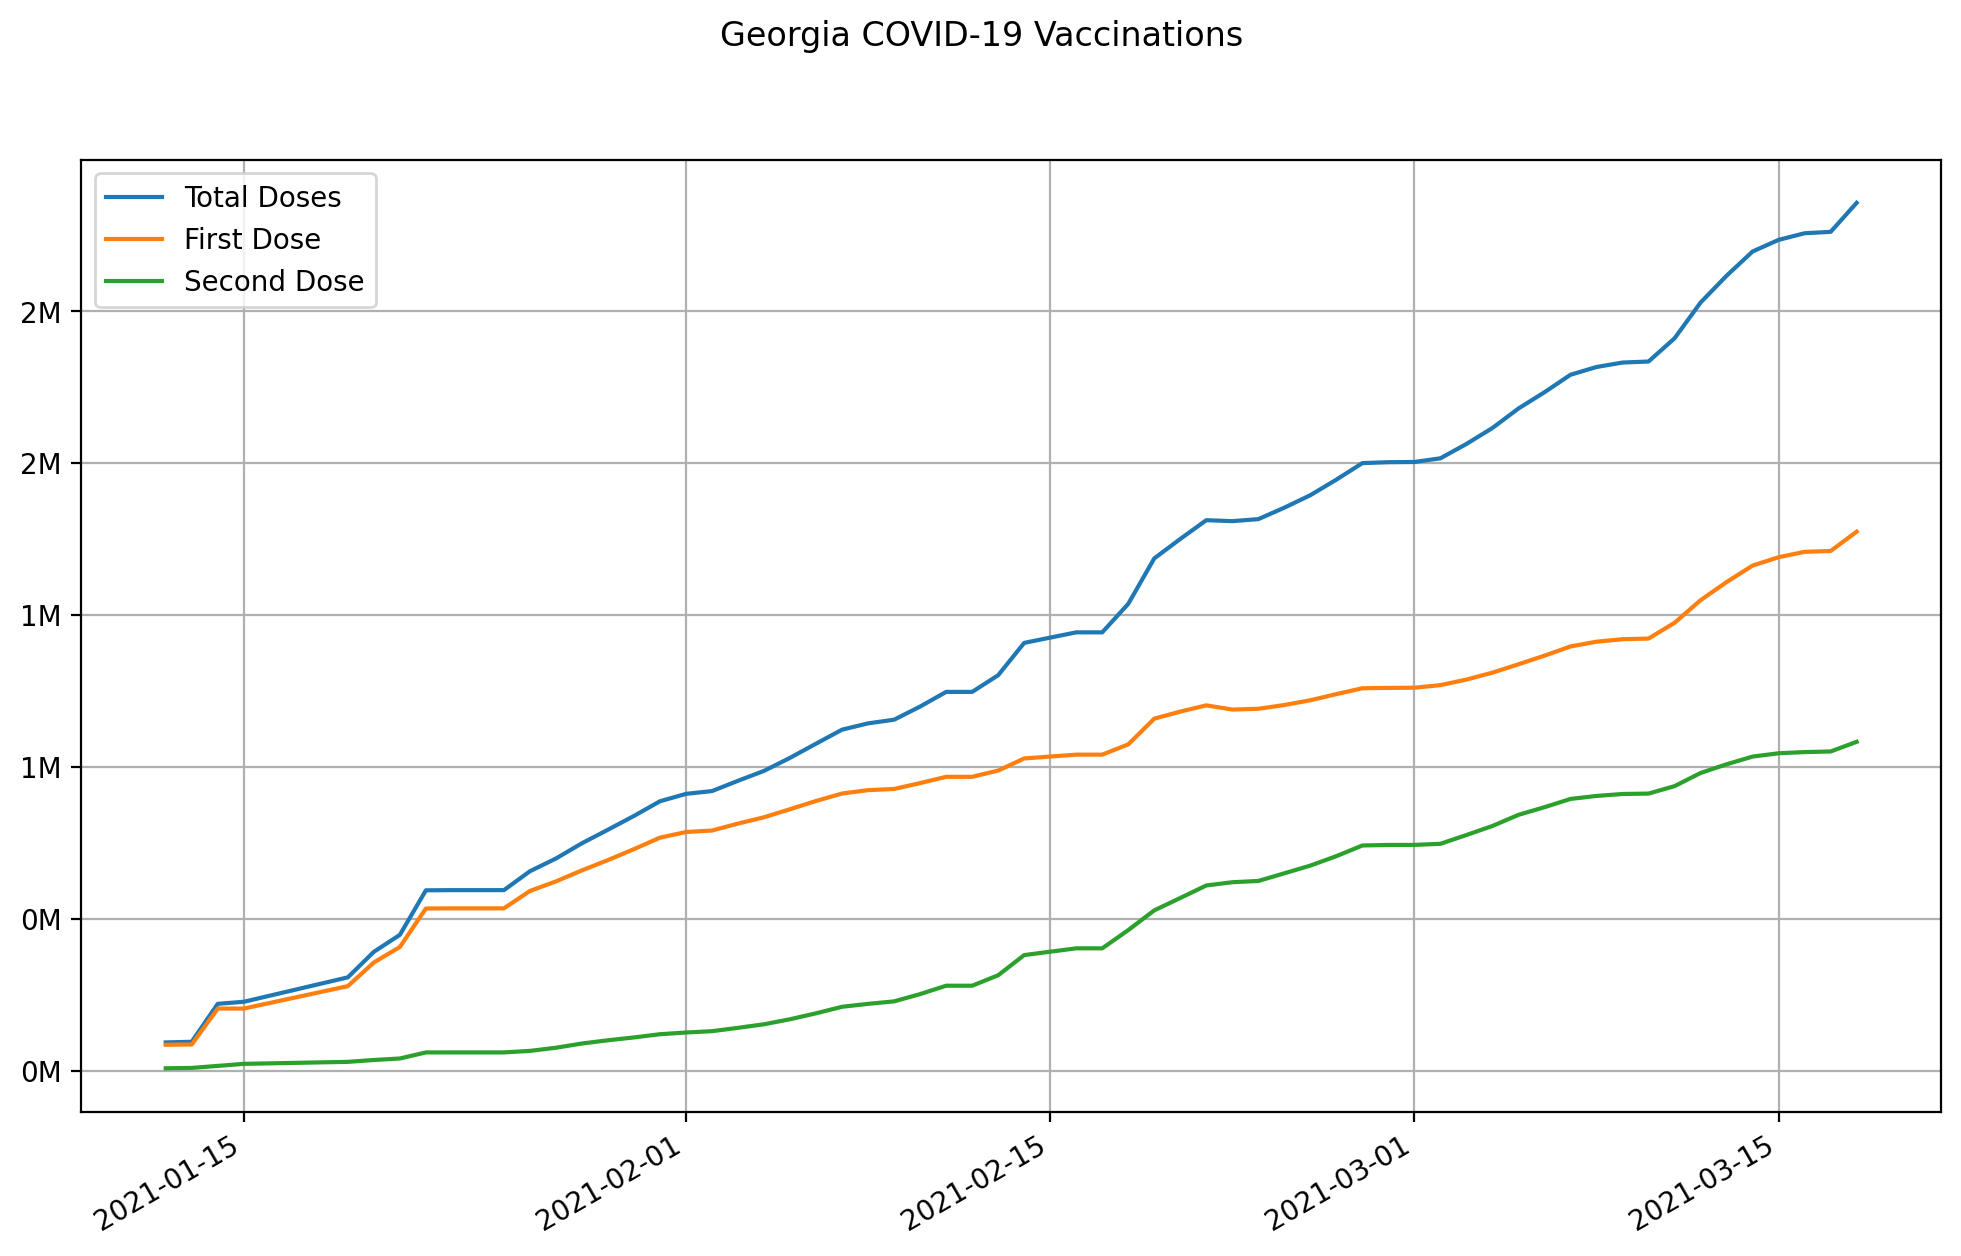 Georgia COVID-19 Vaccinations
Total Doses
First Dose
Second Dose
2M
2M
1M
1M
0M
0M
2021-01-15
2021-02-01
2021-02-15
2021-03-01
2021-03-15